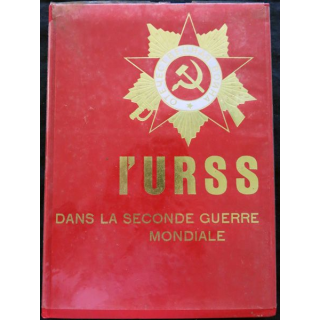 l'URSS
DANS LA SECONDE GUERRE
MONDIALE